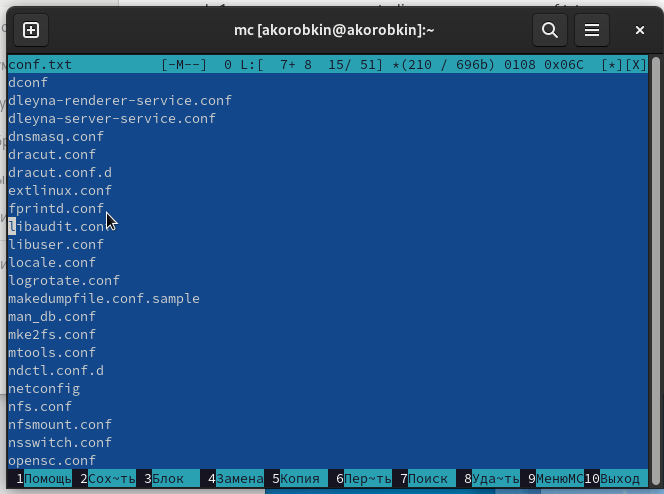 mc [akorobkin@akorobkin]:~
conf.txt [-M--] 0 L:[ 7+ 8 15/ 51] *(210 / 696b) 0108 0x06C [*][X]
dconf
dleyna-renderer-service.conf
dleyna-server-service.conf
dnsmasq.conf
dracut.conf
dracut.conf.d
extlinux.conf
fprintd.conf
libaudit.conf
libuser.conf
locale.conf
logrotate.conf
makedumpfile.conf.sample
man_db.conf
mke2fs.conf
mtools.conf
ndctl.conf.d
netconfig
nfs.conf
nfsmount.conf
nsswitch.conf
opensc.conf
1Помощь 2Сох~ть 3Блок 4Замена 5Копия 6Пер~ть 7Поиск 8Уда~ть 9МенюMC 10Выход